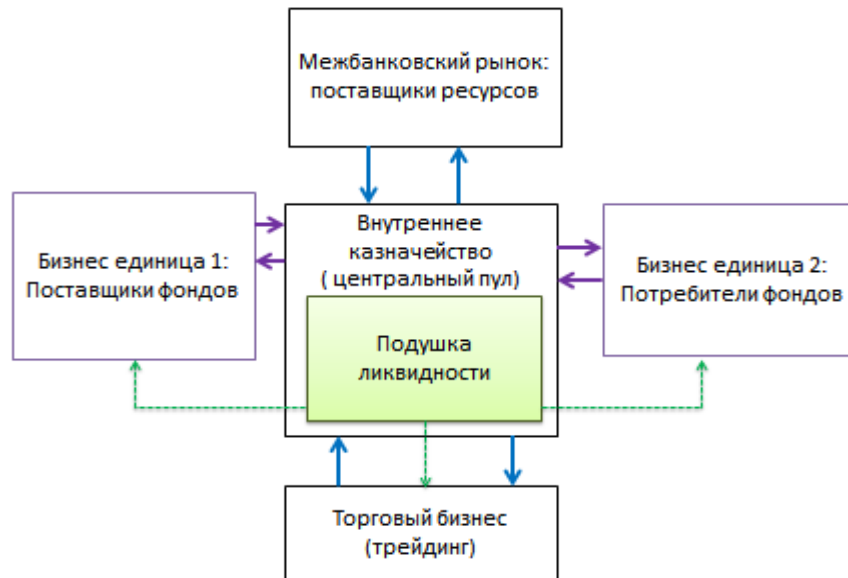 Межбанковский рынок:
поставщики ресурсов
Внутреннее
казначейство
( центральный пул)
Бизнес единица 1:
Поставщики фондов
Бизнес единица 2:
Потребители фондов
Подушка
ликвидности
Торговый бизнес
(трейдинг)